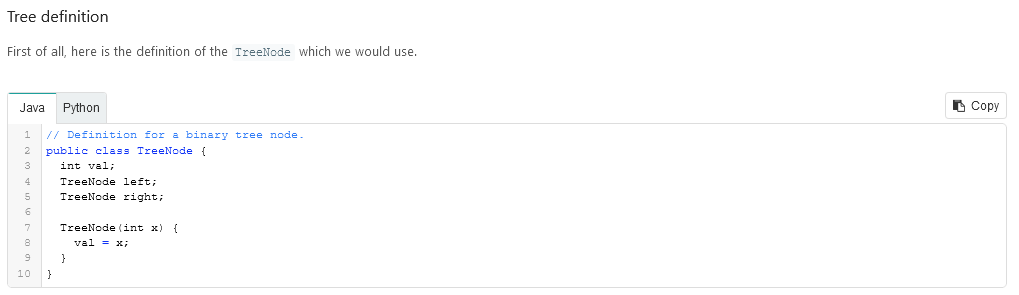 Tree definition
First of all, here is the definition of the TreeNode which we would use.
Java Python Copy
1 // Definition for a binary tree node.
2 public class TreeNode {
3   int val;
4   TreeNode left;
5   TreeNode right;
6
7   TreeNode(int x) {
8     val = x;
9   }
10 }